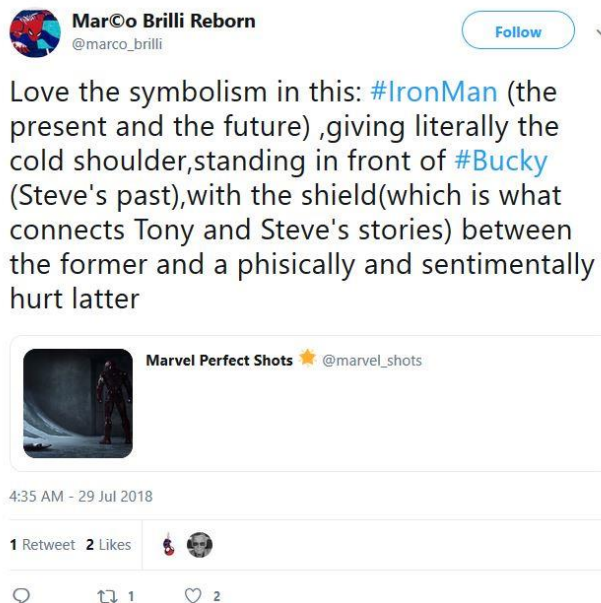 Mar©o Brilli Reborn
@marco_brilli
Follow
Love the symbolism in this: #IronMan (the
present and the future) ,giving literally the
cold shoulder,standing in front of #Bucky
(Steve's past),with the shield(which is what
connects Tony and Steve's stories) between
the former and a phisically and sentimentally
hurt latter
Marvel Perfect Shots @marvel_shots
4:35 AM - 29 Jul 2018
1 Retweet 2 Likes
1 2